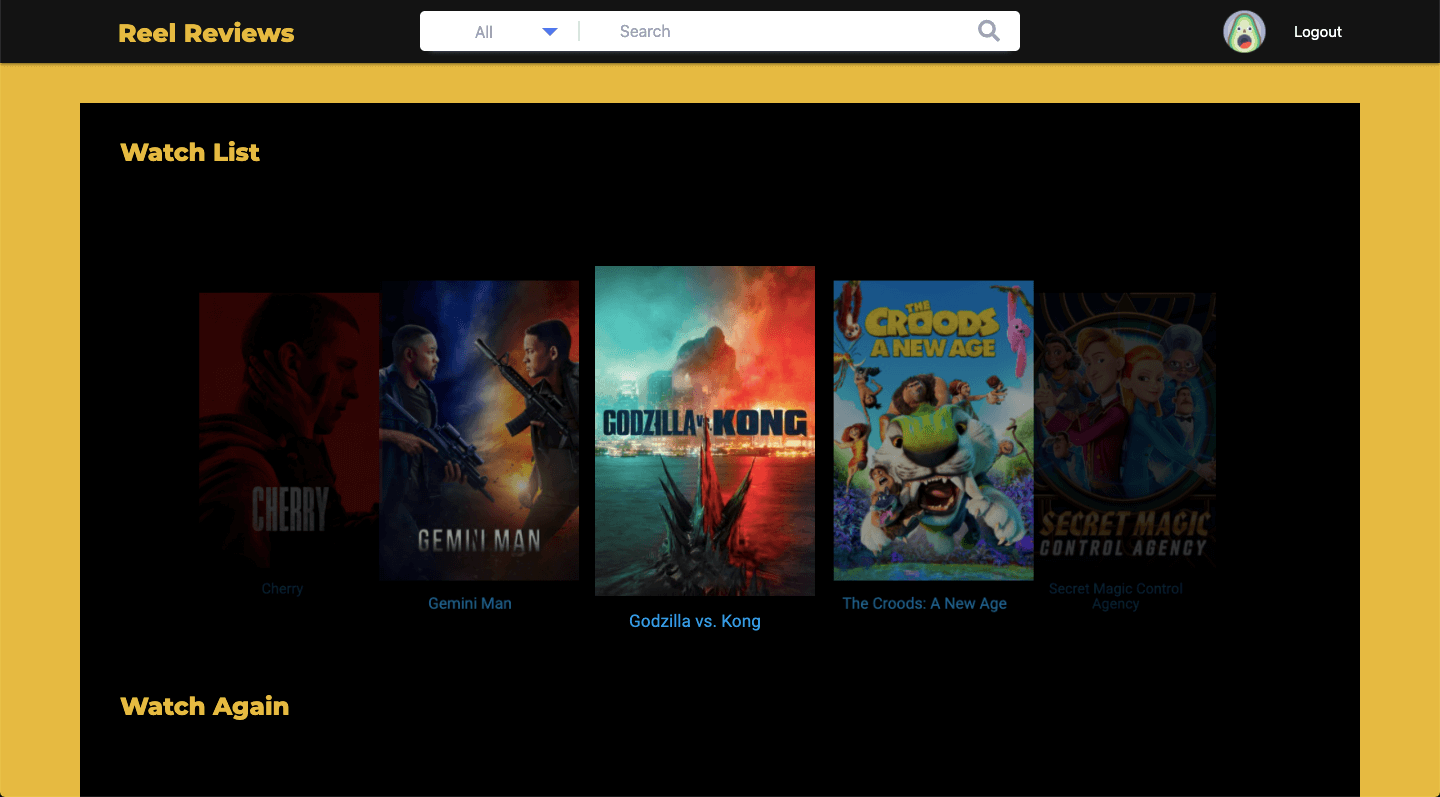 Reel Reviews
All
Search
Logout
Watch List
CHERRY
GEMINI MAN
GODZILLA v. KONG
THE
CROODS
A NEW AGE
SECRET MAGIC
CONTROL AGENCY
Cherry
Gemini Man
Godzilla vs. Kong
The Croods: A New Age
Secret Magic Control
Agency
Watch Again